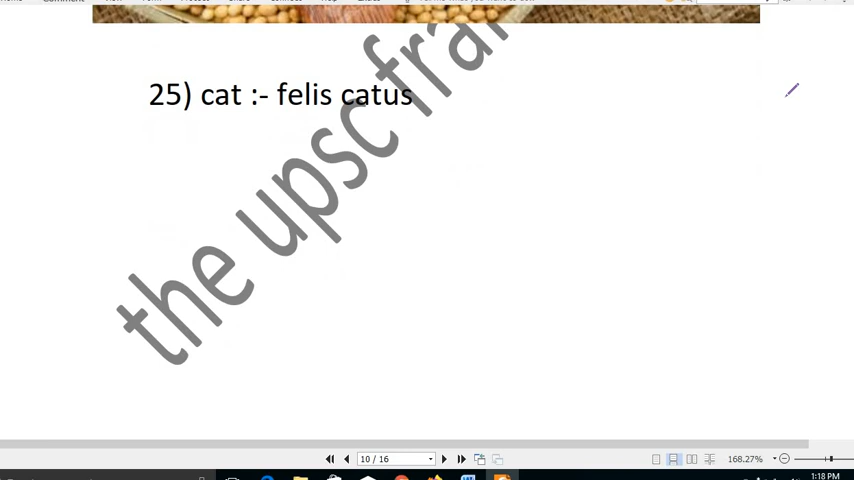 25) cat :- felis catus
the upsc fra
10 / 16
168.27%
1:18 PM